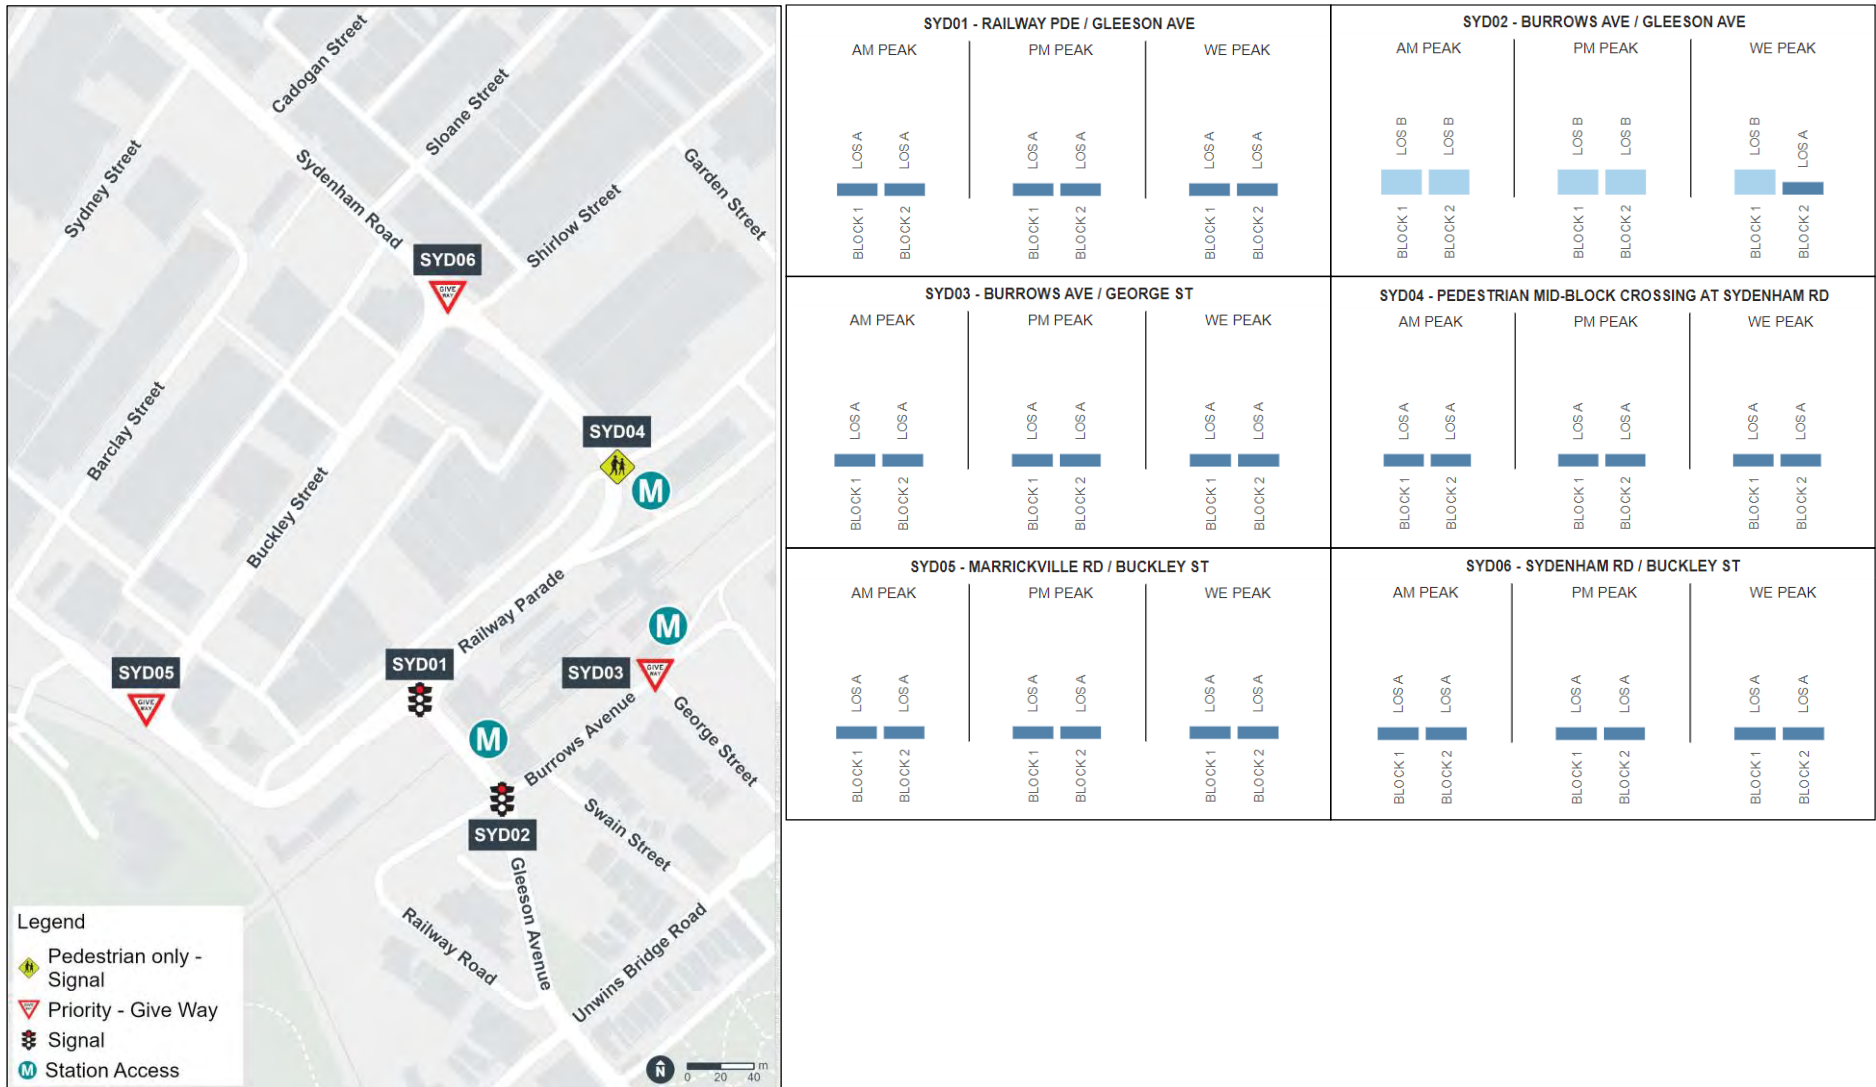 Cadogan Street
Sloane Street
Sydney Street
Sydenham Road
Garden Street
Shirlow Street
SYD06
GIVE
WAY
Barclay Street
SYD04
Buckley Street
M
Railway Parade
M
SYD05
GIVE
WAY
SYD01
SYD03
GIVE
WAY
George Street
M
Burrows Avenue
Swain Street
SYD02
Gleeson Avenue
Railway Road
Unwins Bridge Road
Legend
Pedestrian only -
Signal
Priority - Give Way
Signal
M Station Access
N
m
0 20 40
SYD01 - RAILWAY PDE / GLEESON AVE
AM PEAK PM PEAK WE PEAK
LOS A LOS A LOS A LOS A LOS A LOS A
BLOCK 1 BLOCK 2 BLOCK 1 BLOCK 2 BLOCK 1 BLOCK 2
SYD02 - BURROWS AVE / GLEESON AVE
AM PEAK PM PEAK WE PEAK
LOS B LOS B LOS B LOS B LOS B LOS A
BLOCK 1 BLOCK 2 BLOCK 1 BLOCK 2 BLOCK 1 BLOCK 2
SYD03 - BURROWS AVE / GEORGE ST
AM PEAK PM PEAK WE PEAK
LOS A LOS A LOS A LOS A LOS A LOS A
BLOCK 1 BLOCK 2 BLOCK 1 BLOCK 2 BLOCK 1 BLOCK 2
SYD04 - PEDESTRIAN MID-BLOCK CROSSING AT SYDENHAM RD
AM PEAK PM PEAK WE PEAK
LOS A LOS A LOS A LOS A LOS A LOS A
BLOCK 1 BLOCK 2 BLOCK 1 BLOCK 2 BLOCK 1 BLOCK 2
SYD05 - MARRICKVILLE RD / BUCKLEY ST
AM PEAK PM PEAK WE PEAK
LOS A LOS A LOS A LOS A LOS A LOS A
BLOCK 1 BLOCK 2 BLOCK 1 BLOCK 2 BLOCK 1 BLOCK 2
SYD06 - SYDENHAM RD / BUCKLEY ST
AM PEAK PM PEAK WE PEAK
LOS A LOS A LOS A LOS A LOS A LOS A
BLOCK 1 BLOCK 2 BLOCK 1 BLOCK 2 BLOCK 1 BLOCK 2